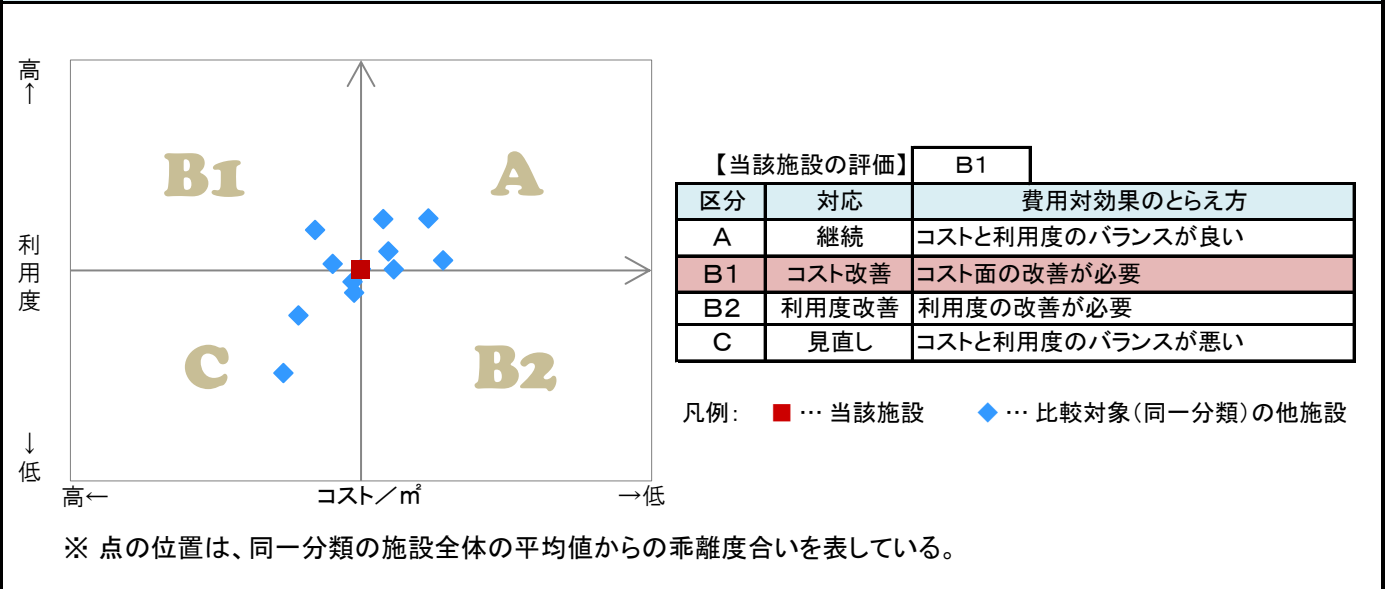 高
↑
B1
A
利
用
度
C
B2
↓
低
高←
コスト／㎡
→低
【当該施設の評価】 B1
区分 対応 費用対効果のとらえ方
A 継続 コストと利用度のバランスが良い
B1 コスト改善 コスト面の改善が必要
B2 利用度改善 利用度の改善が必要
C 見直し コストと利用度のバランスが悪い
凡例： ■ … 当該施設 ◆ … 比較対象（同一分類）の他施設
※ 点の位置は、同一分類の施設全体の平均値からの乖離度合いを表している。